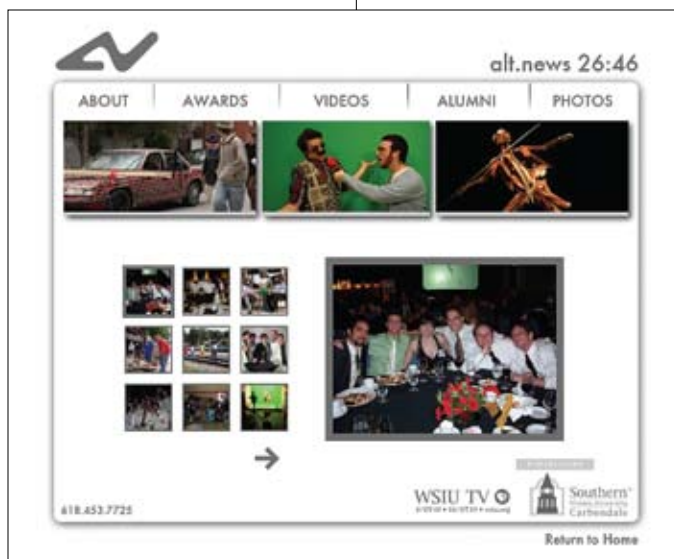 alt.news 26:46
ABOUT
AWARDS
VIDEOS
ALUMNI
PHOTOS
618.453.7725
WSIU TV
Southern
Carbondale
Return to Home